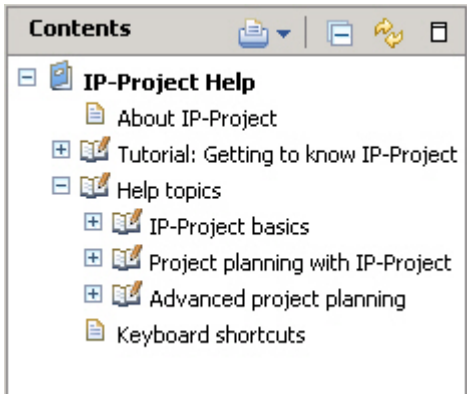 Contents
IP-Project Help
About IP-Project
Tutorial: Getting to know IP-Project
Help topics
IP-Project basics
Project planning with IP-Project
Advanced project planning
Keyboard shortcuts